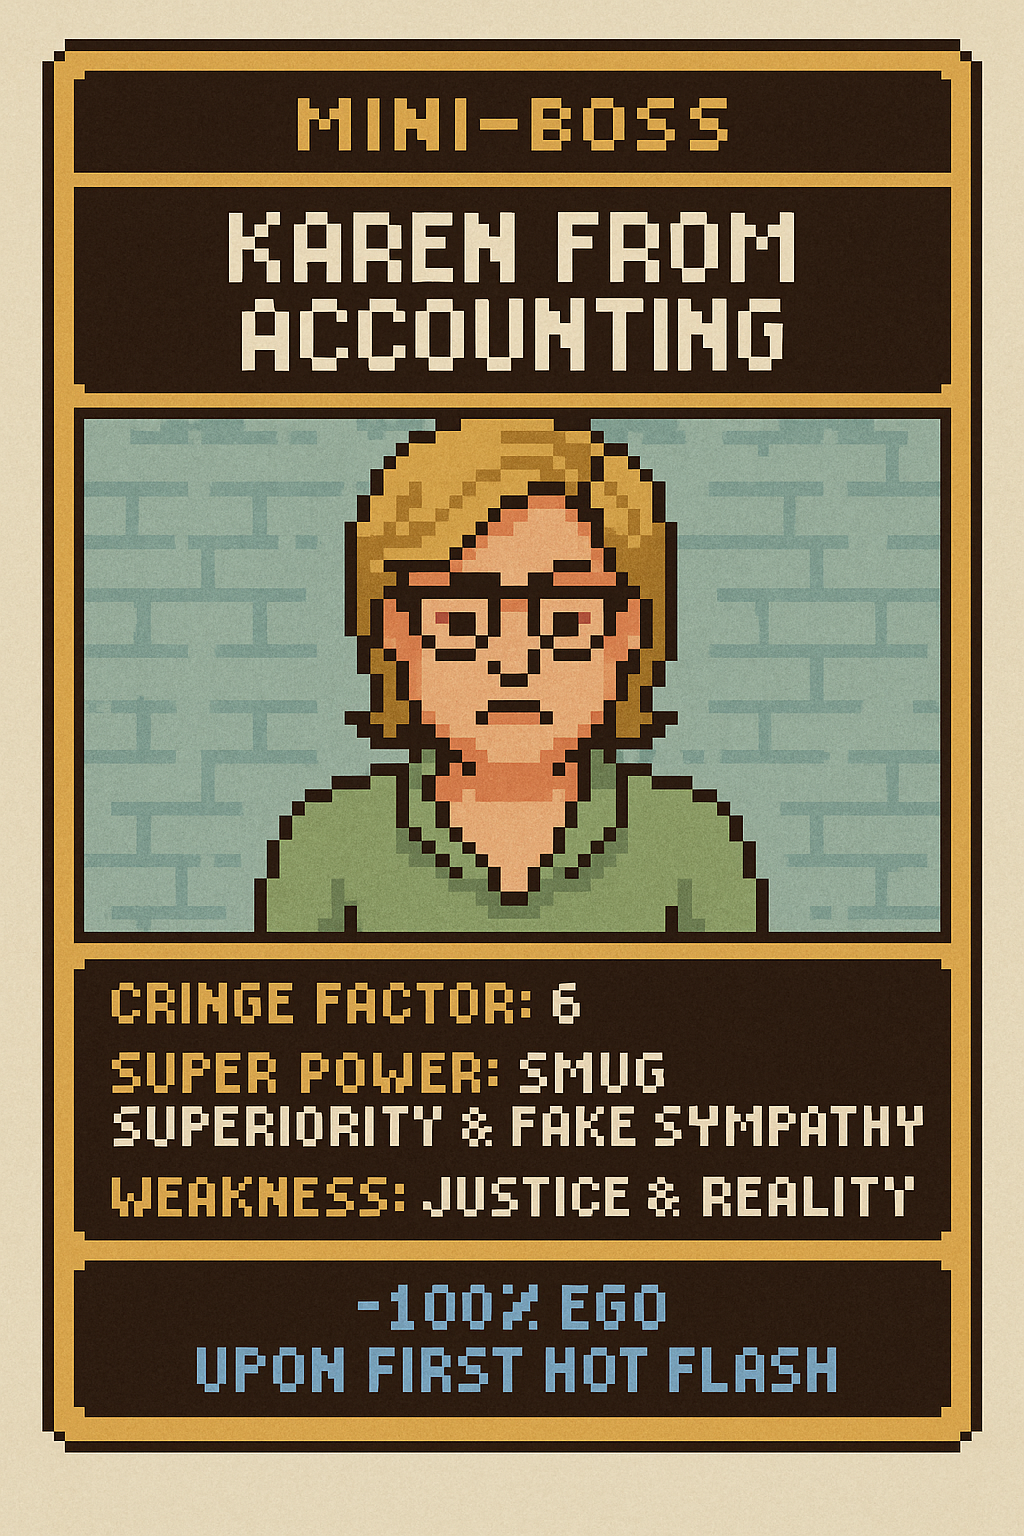 MINI-BOSS
KAREN FROM
ACCOUNTING
CRINGE FACTOR: 6
SUPER POWER: SMUG
SUPERIORITY & FAKE SYMPATHY
WEAKNESS: JUSTICE & REALITY
-100% EGO
UPON FIRST HOT FLASH